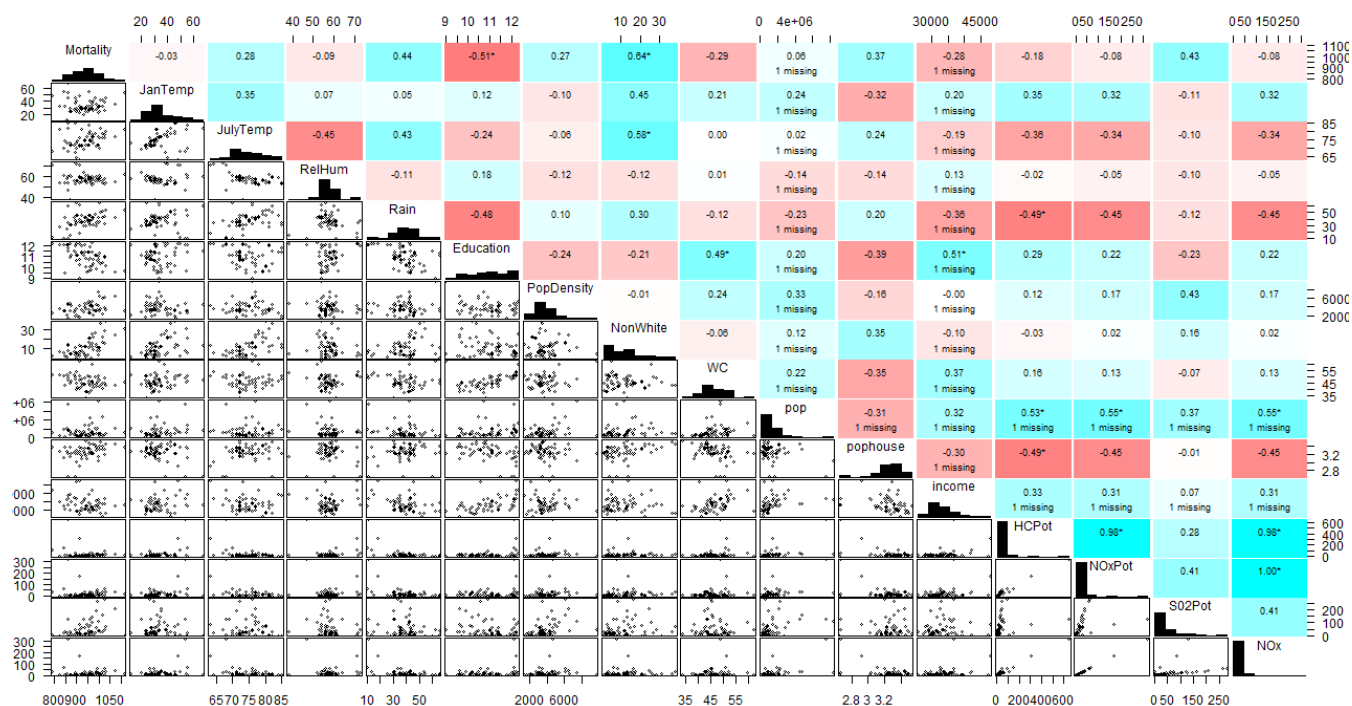 20 40 60 40 50 60 70 9 10 11 12 10 20 30 0 4e+06 30000 45000 050 150250 050 150250
Mortality -0.03 0.28 -0.09 0.44 -0.51* 0.27 0.64* -0.29 0.06 0.37 -0.28 -0.18 -0.08 0.43 -0.08 1100 1000 900 800
1 missing 1 missing
60 40 20 JanTemp 0.35 0.07 0.05 0.12 -0.10 0.45 0.21 0.24 -0.32 0.20 0.35 0.32 -0.11 0.32
1 missing 1 missing
JulyTemp -0.45 0.43 -0.24 -0.06 0.58* 0.00 0.02 0.24 -0.19 -0.36 -0.34 -0.10 -0.34 85 75 65
1 missing 1 missing
60 40 RelHum -0.11 0.18 -0.12 -0.12 0.01 -0.14 -0.14 0.13 -0.02 -0.05 -0.10 -0.05
1 missing 1 missing
Rain -0.48 0.10 0.30 -0.12 -0.23 0.20 -0.36 -0.49* -0.45 -0.12 -0.45 50 30 10
1 missing 1 missing
12 11 10 9 Education -0.24 -0.21 0.49* 0.20 -0.39 0.51* 0.29 0.22 -0.23 0.22
1 missing 1 missing
PopDensity -0.01 0.24 0.33 -0.16 -0.00 0.12 0.17 0.43 0.17 6000 2000
1 missing 1 missing
30 10 NonWhite -0.06 0.12 0.35 -0.10 -0.03 0.02 0.16 0.02
1 missing 1 missing
WC 0.22 -0.35 0.37 0.16 0.13 -0.07 0.13 55 45 35
1 missing 1 missing
+06 +06 0 pop -0.31 0.32 0.53* 0.55* 0.37 0.55*
1 missing 1 missing 1 missing 1 missing 1 missing 1 missing
pophouse -0.30 -0.49* -0.45 -0.01 -0.45 3.2 2.8
1 missing
0000 0000 income 0.33 0.31 0.07 0.31
1 missing 1 missing 1 missing 1 missing
HCPot 0.98* 0.28 0.98* 600 400 200 0
300 200 100 0 NOxPot 0.41 1.00*
S02Pot 0.41 200 100 0
300 200 100 0 NOx
800900 1050 657075 80 85 10 30 50 2000 6000 35 45 55 2.8 3 3.2 0 200400600 0 50 150 250